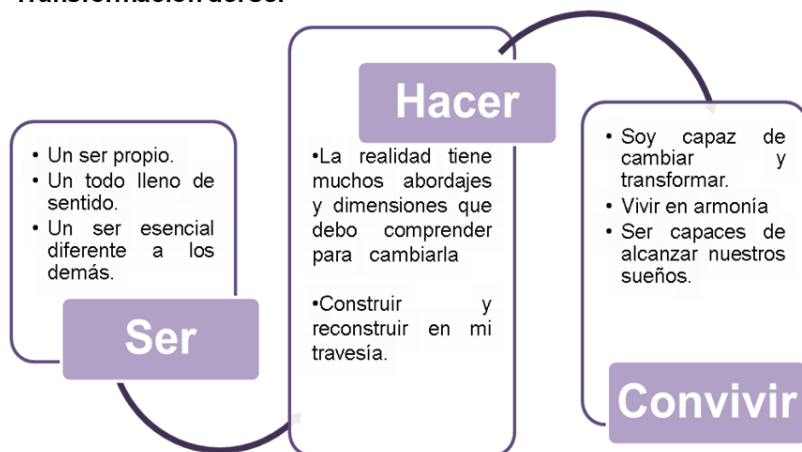 • Un ser propio.
• Un todo lleno de
sentido.
• Un ser esencial
diferente a los
demás.
Ser
Hacer
•La realidad tiene
muchos abordajes
y dimensiones que
debo comprender
para cambiarla
•Construir y
reconstruir en mi
travesía.
• Soy capaz de
cambiar y
transformar.
• Vivir en armonía
• Ser capaces de
alcanzar nuestros
sueños.
Convivir